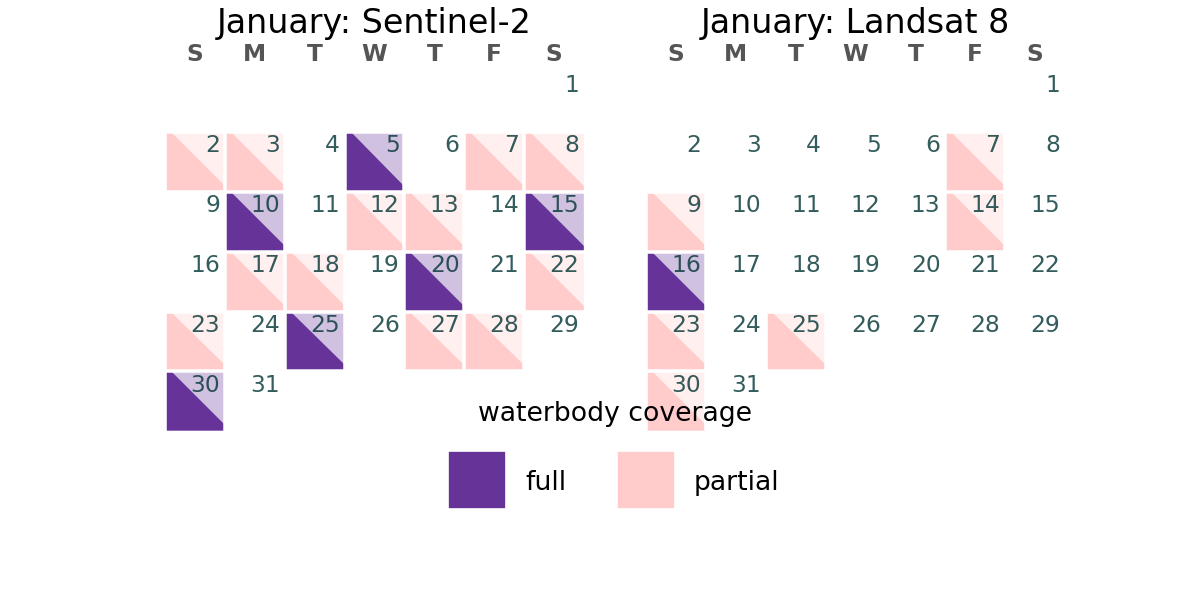 January: Sentinel-2
S M T W T F S
1
2 3 4 5 6 7 8
9 10 11 12 13 14 15
16 17 18 19 20 21 22
23 24 25 26 27 28 29
30 31
January: Landsat 8
S M T W T F S
1
2 3 4 5 6 7 8
9 10 11 12 13 14 15
16 17 18 19 20 21 22
23 24 25 26 27 28 29
30 31
waterbody coverage
full partial